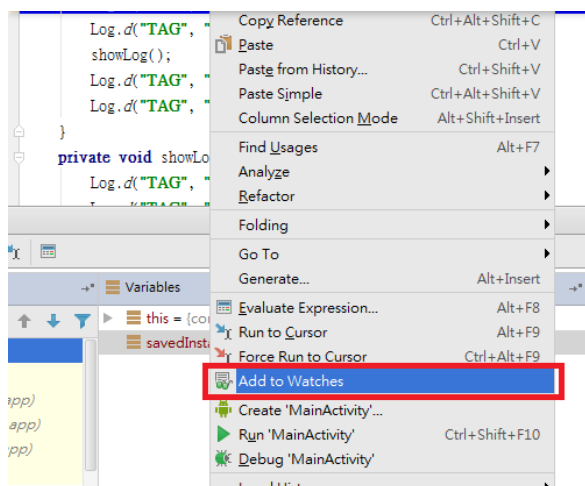 Log.d("TAG", "
showLog();
Log.d("TAG", "
Log.d("TAG", "
}
private void showLo
Log.d("TAG", "
Variables
this = {co
savedInsta
app)
app)
pp)
Copy Reference Ctrl+Alt+Shift+C
Paste Ctrl+V
Paste from History... Ctrl+Shift+V
Paste Simple Ctrl+Alt+Shift+V
Column Selection Mode Alt+Shift+Insert
Find Usages Alt+F7
Analyze
Refactor
Folding
Go To
Generate... Alt+Insert
Evaluate Expression... Alt+F8
Run to Cursor Alt+F9
Force Run to Cursor Ctrl+Alt+F9
Add to Watches
Create 'MainActivity'...
Run 'MainActivity' Ctrl+Shift+F10
Debug 'MainActivity'